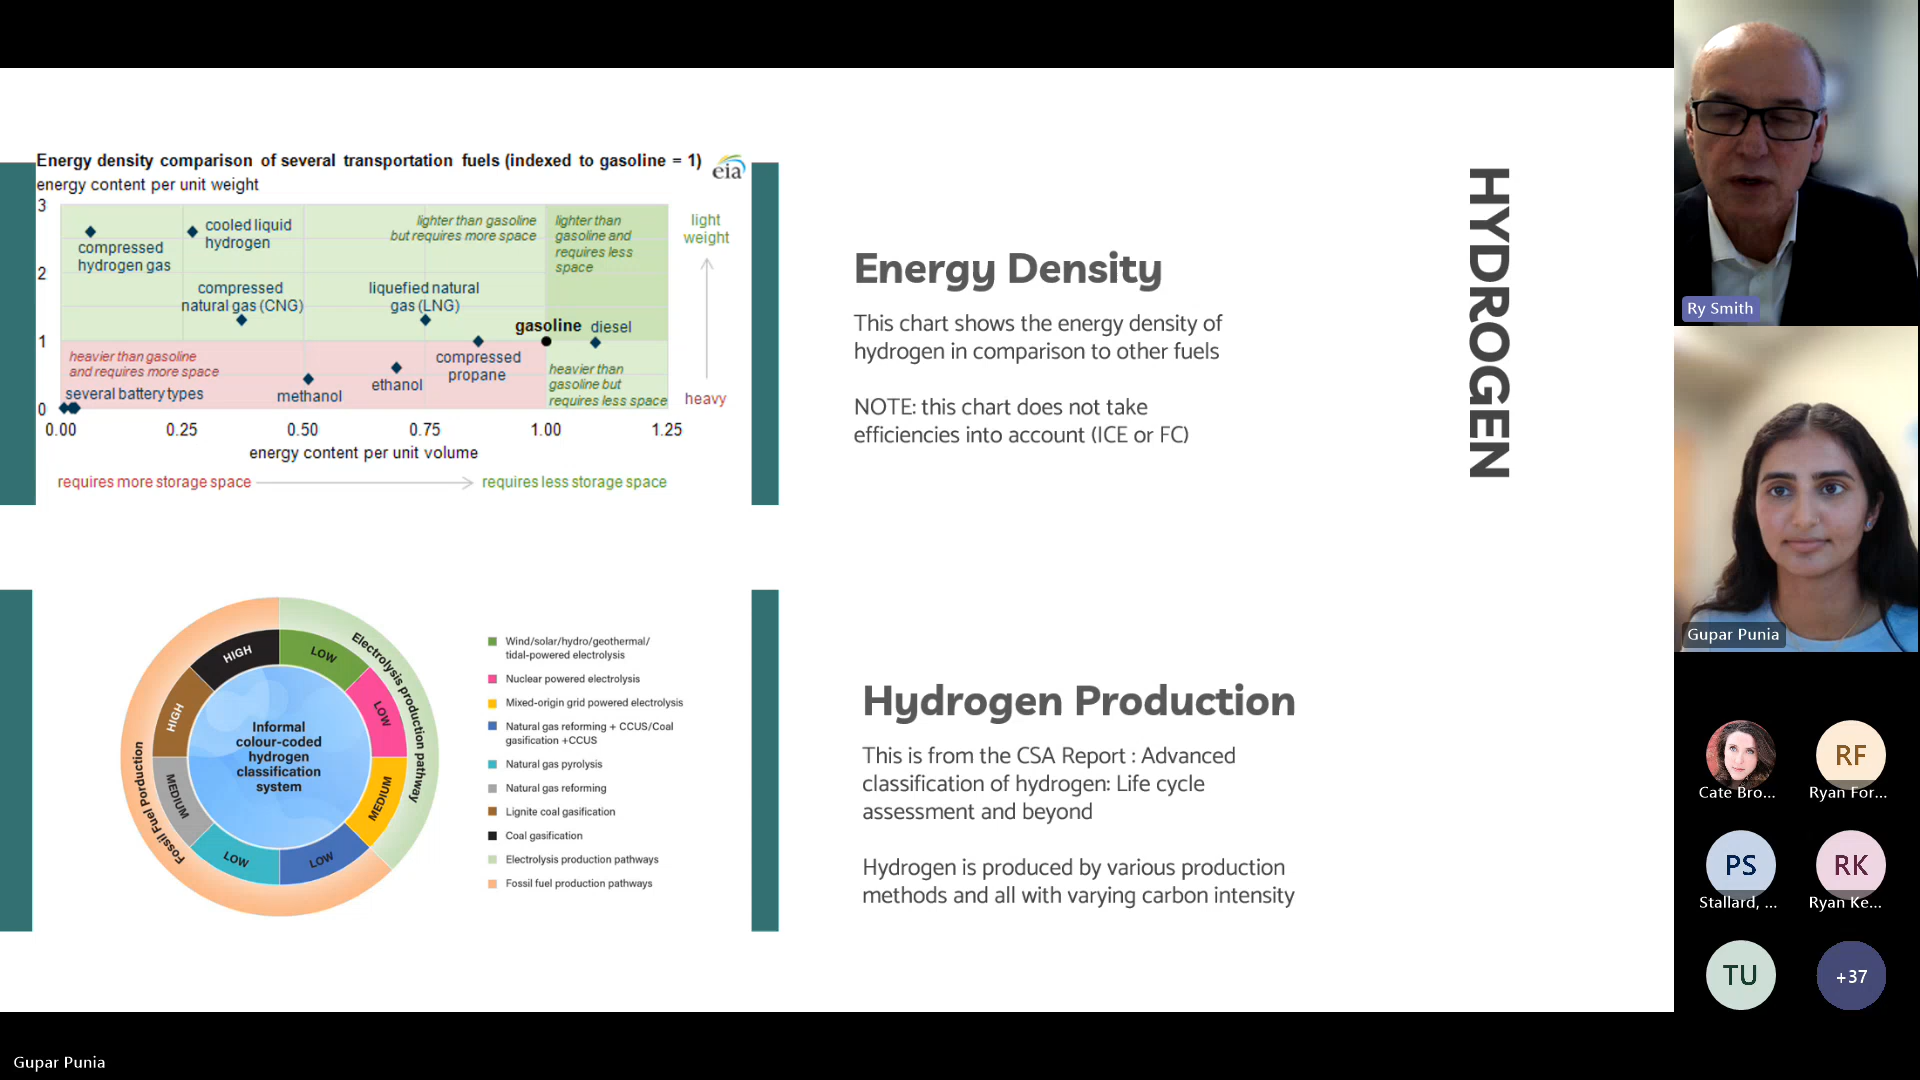 Energy density comparison of several transportation fuels (indexed to gasoline = 1)
eia
energy content per unit weight
3
2
1
0
compressed
hydrogen gas
cooled liquid
hydrogen
lighter than gasoline
but requires more space
lighter than
gasoline and
requires less
space
compressed
natural gas (CNG)
liquefied natural
gas (LNG)
gasoline
diesel
heavier than gasoline
and requires more space
several battery types
methanol
ethanol
compressed
propane
heavier than
gasoline but
requires less space
light
weight
heavy
0.00
0.25
0.50
0.75
1.00
1.25
energy content per unit volume
requires more storage space
requires less storage space
Energy Density
This chart shows the energy density of
hydrogen in comparison to other fuels
NOTE: this chart does not take
efficiencies into account (ICE or FC)
HYDROGEN
Informal
colour-coded
hydrogen
classification
system
HIGH
LOW
LOW
MEDIUM
LOW
LOW
MEDIUM
HIGH
Electrolysis production pathway
Fossil Fuel Porduction
Wind/solar/hydro/geothermal/
tidal-powered electrolysis
Nuclear powered electrolysis
Mixed-origin grid powered electrolysis
Natural gas reforming + CCUS/Coal
gasification +CCUS
Natural gas pyrolysis
Natural gas reforming
Lignite coal gasification
Coal gasification
Electrolysis production pathways
Fossil fuel production pathways
Hydrogen Production
This is from the CSA Report : Advanced
classification of hydrogen: Life cycle
assessment and beyond
Hydrogen is produced by various production
methods and all with varying carbon intensity
Ry Smith
Gupar Punia
Cate Bro...
RF
Ryan For...
PS
Stallard, ...
RK
Ryan Ke...
TU
+37
Gupar Punia